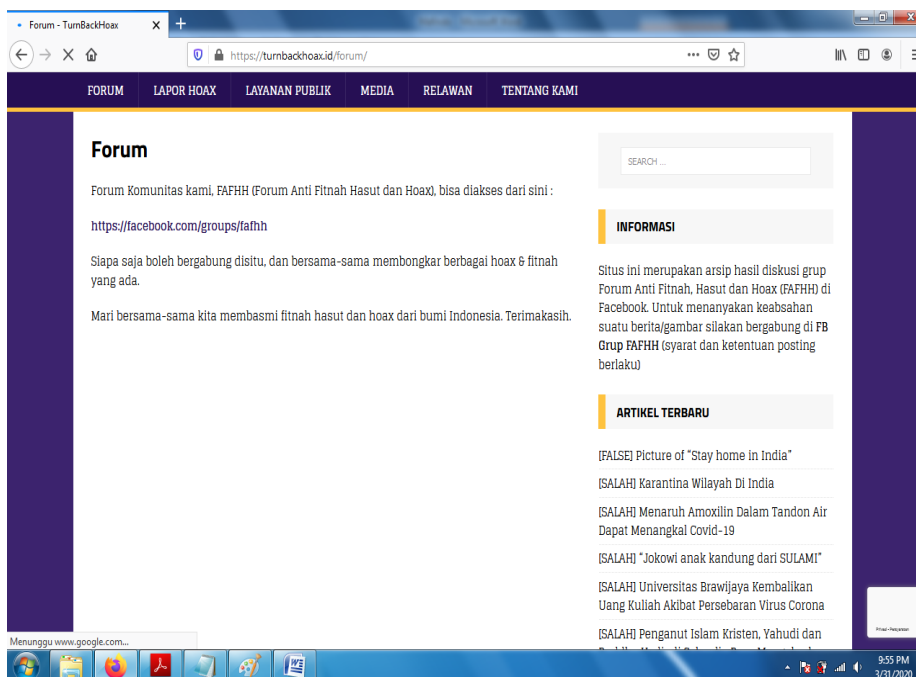 Forum - TurnBackHoax
https://turnbackhoax.id/forum/
FORUM LAPOR HOAX LAYANAN PUBLIK MEDIA RELAWAN TENTANG KAMI
Forum
Forum Komunitas kami, FAFHH (Forum Anti Fitnah Hasut dan Hoax), bisa diakses dari sini :
https://facebook.com/groups/fafhh
Siapa saja boleh bergabung disitu, dan bersama-sama membongkar berbagai hoax & fitnah
yang ada.
Mari bersama-sama kita membasmi fitnah hasut dan hoax dari bumi Indonesia. Terimakasih.
SEARCH ...
INFORMASI
Situs ini merupakan arsip hasil diskusi grup
Forum Anti Fitnah, Hasut dan Hoax (FAFHH) di
Facebook. Untuk menanyakan keabsahan
suatu berita/gambar silakan bergabung di FB
Grup FAFHH (syarat dan ketentuan posting
berlaku)
ARTIKEL TERBARU
[FALSE] Picture of "Stay home in India"
[SALAH] Karantina Wilayah Di India
[SALAH] Menaruh Amoxilin Dalam Tandon Air
Dapat Menangkal Covid-19
[SALAH] "Jokowi anak kandung dari SULAMI"
[SALAH] Universitas Brawijaya Kembalikan
Uang Kuliah Akibat Persebaran Virus Corona
[SALAH] Penganut Islam Kristen, Yahudi dan
Menunggu www.google.com...
9:55 PM
3/31/2020